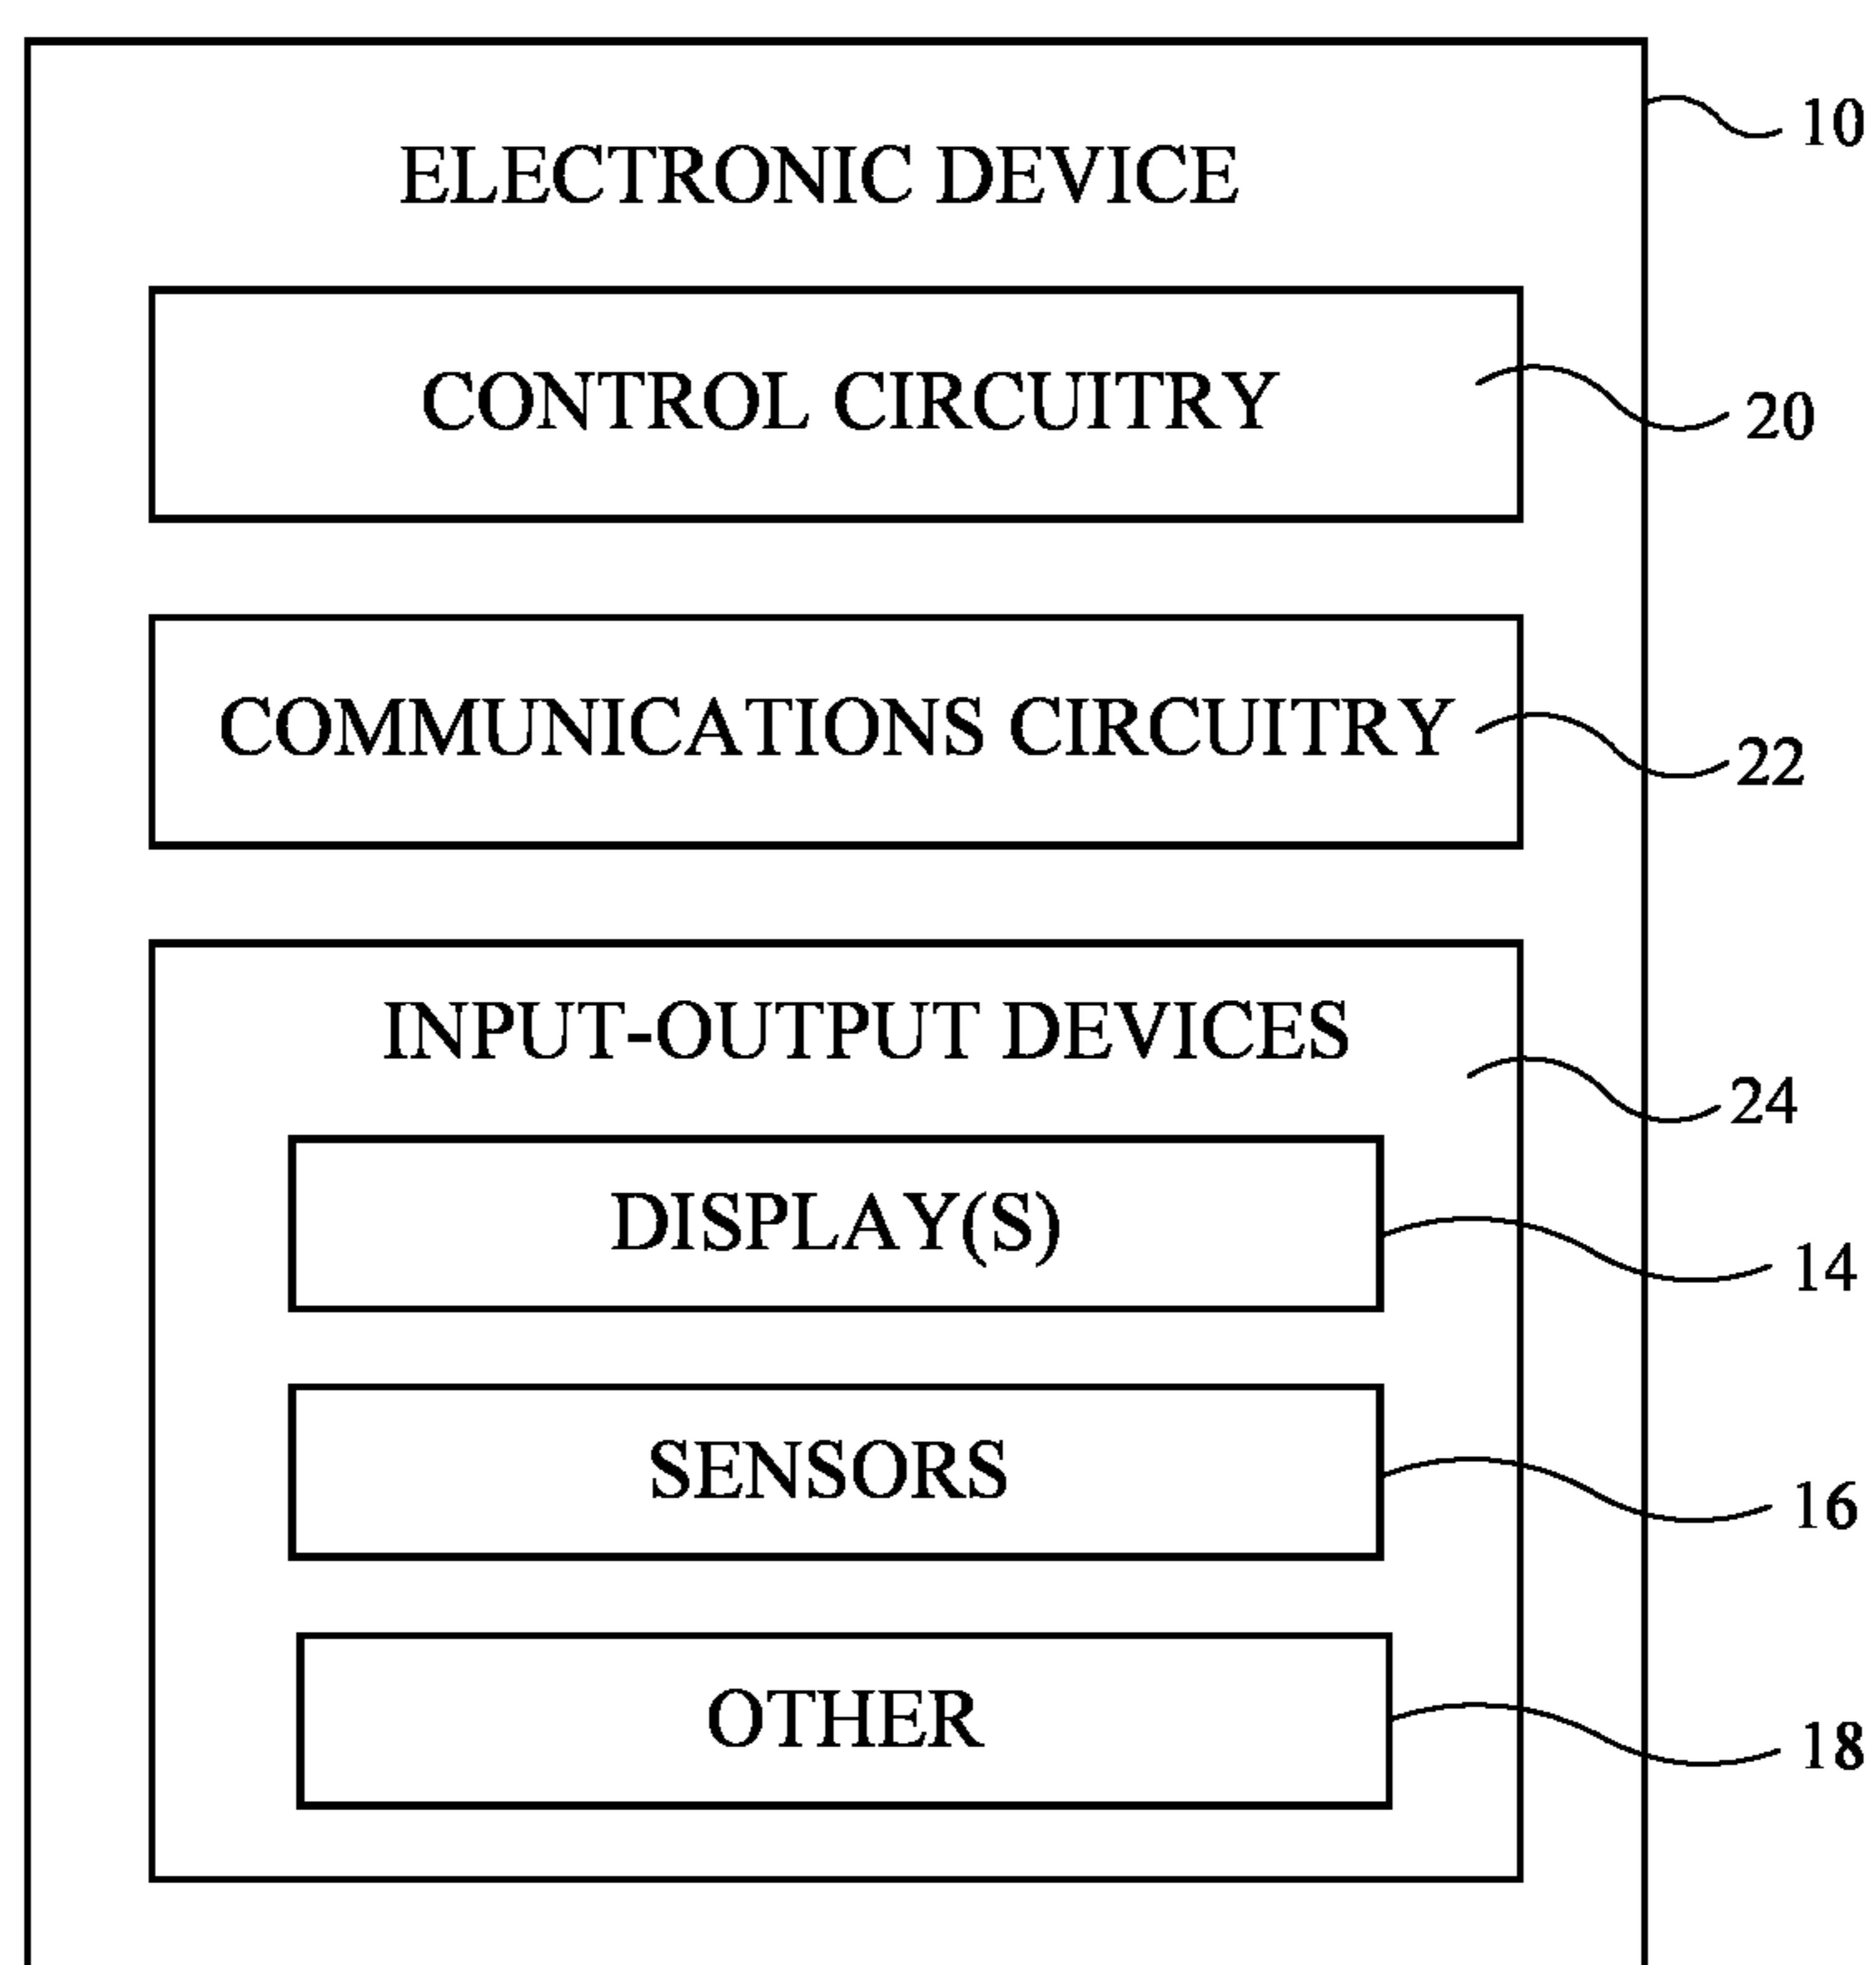 10
ELECTRONIC DEVICE
CONTROL CIRCUITRY
20
COMMUNICATIONS CIRCUITRY
22
INPUT-OUTPUT DEVICES
24
DISPLAY(S)
14
SENSORS
16
OTHER
18